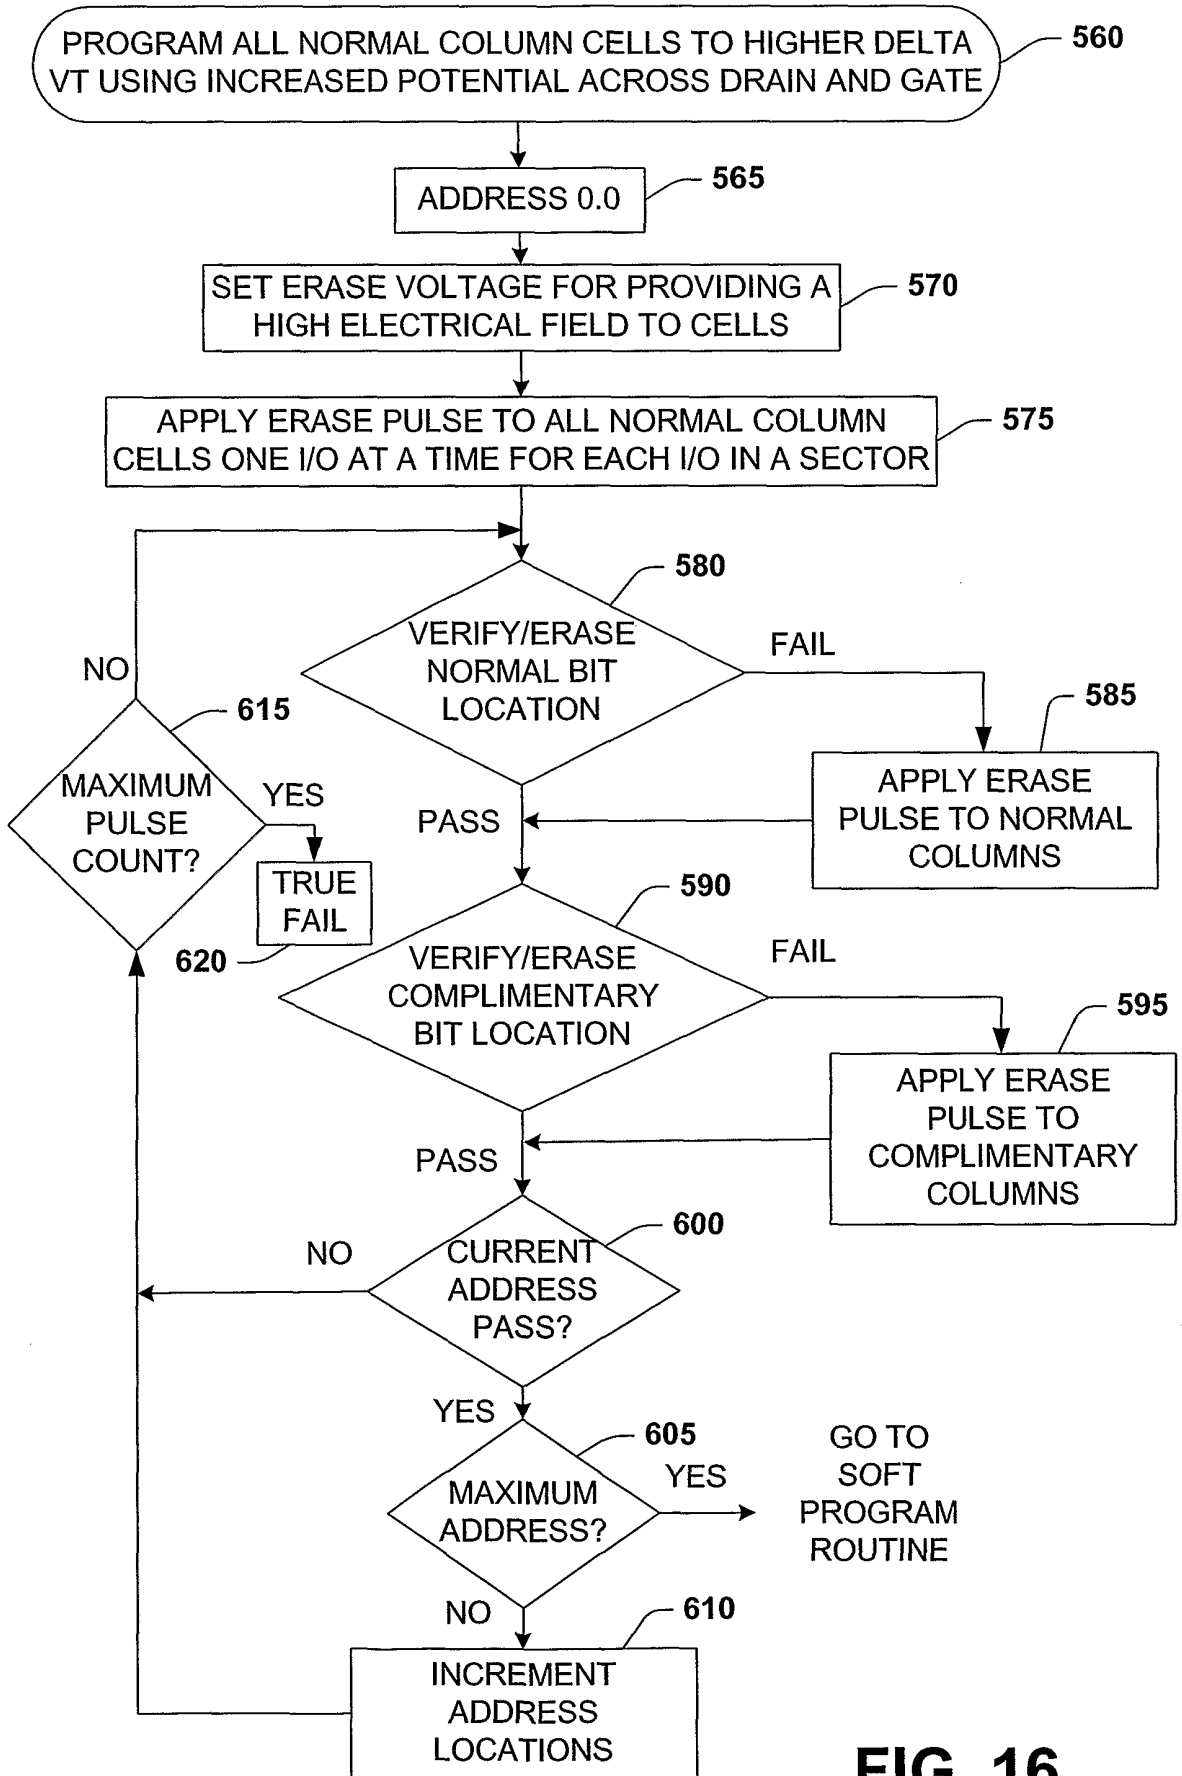 PROGRAM ALL NORMAL COLUMN CELLS TO HIGHER DELTA
VT USING INCREASED POTENTIAL ACROSS DRAIN AND GATE
560
ADDRESS 0.0
565
SET ERASE VOLTAGE FOR PROVIDING A
HIGH ELECTRICAL FIELD TO CELLS
570
APPLY ERASE PULSE TO ALL NORMAL COLUMN
CELLS ONE I/O AT A TIME FOR EACH I/O IN A SECTOR
575
VERIFY/ERASE
NORMAL BIT
LOCATION
580
FAIL
APPLY ERASE
PULSE TO NORMAL
COLUMNS
585
PASS
NO
MAXIMUM
PULSE
COUNT?
615
YES
TRUE
FAIL
620
VERIFY/ERASE
COMPLIMENTARY
BIT LOCATION
590
FAIL
APPLY ERASE
PULSE TO
COMPLIMENTARY
COLUMNS
595
PASS
CURRENT
ADDRESS
PASS?
600
NO
YES
MAXIMUM
ADDRESS?
605
YES
GO TO
SOFT
PROGRAM
ROUTINE
NO
INCREMENT
ADDRESS
LOCATIONS
610
FIG. 16